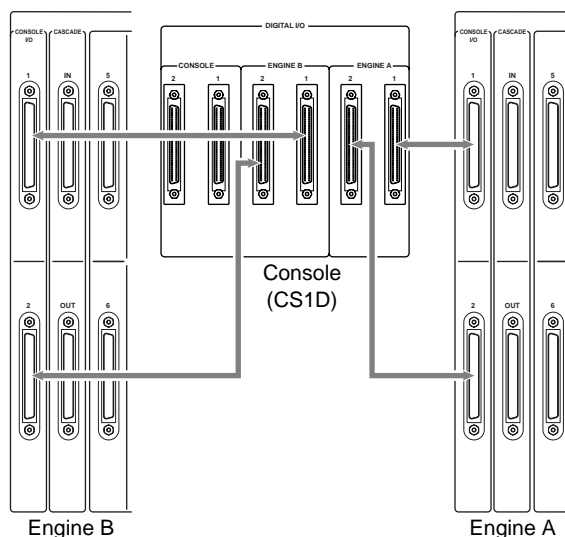 CONSOLE
I/O
CASCADE
1
IN
5
2
OUT
6
Engine B
DIGITAL I/O
CONSOLE
ENGINE B
ENGINE A
2
1
2
1
2
1
Console
(CS1D)
CONSOLE
I/O
CASCADE
1
IN
5
2
OUT
6
Engine A